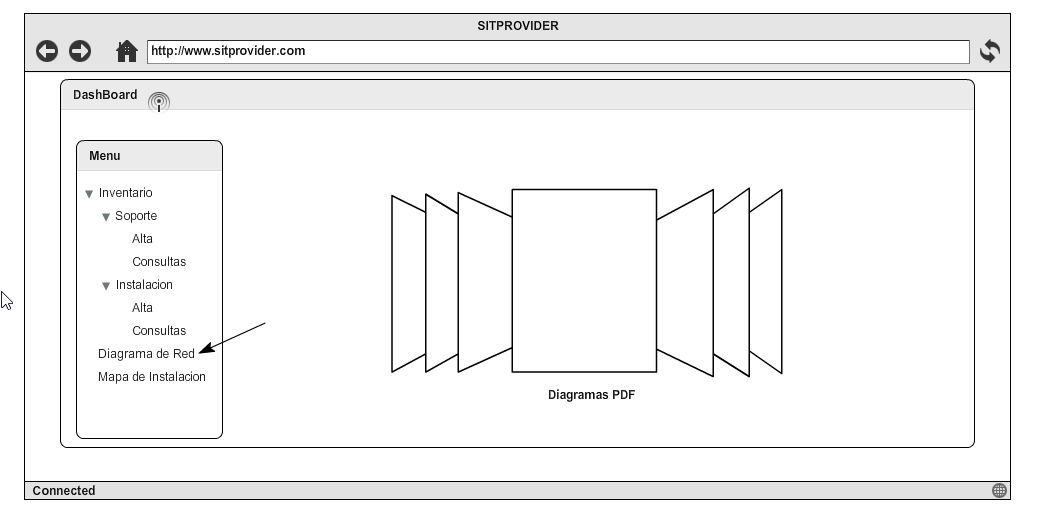 SITPROVIDER
http://www.sitprovider.com
DashBoard
Menu
Inventario
Soporte
Alta
Consultas
Instalacion
Alta
Consultas
Diagrama de Red
Mapa de Instalacion
Diagramas PDF
Connected